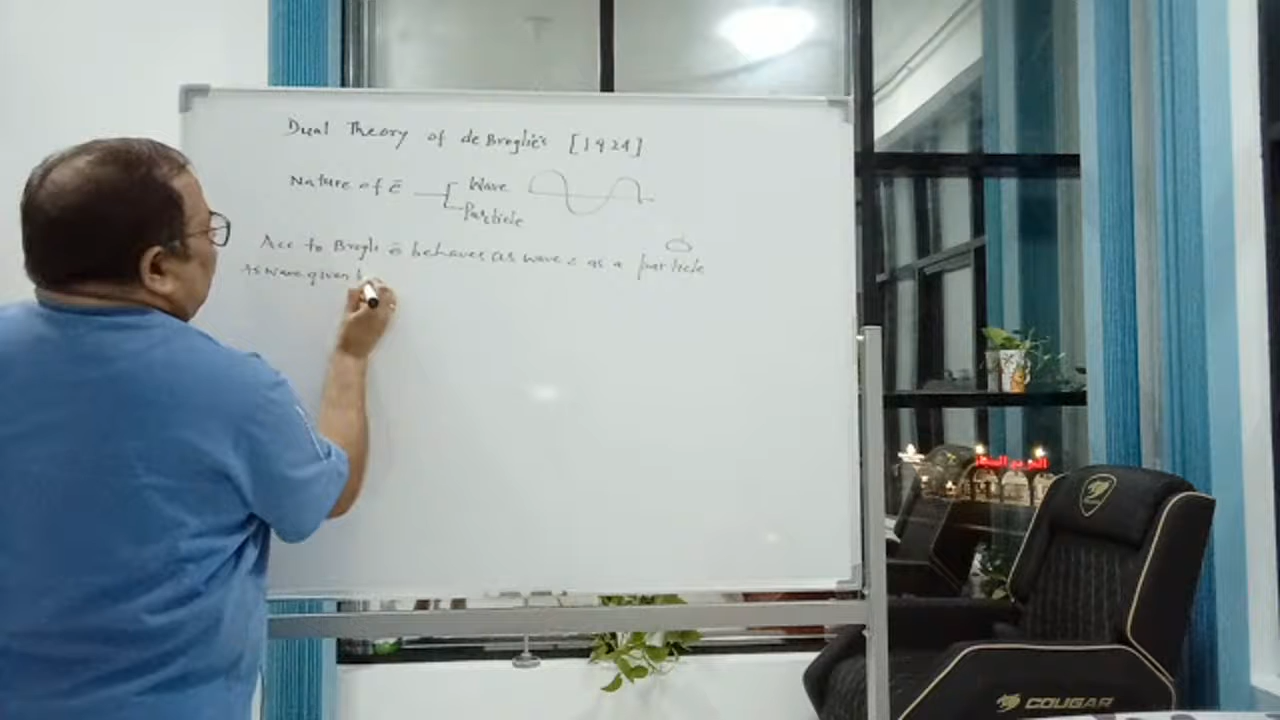 Dual Theory of de Broglie's [1924]
Nature of ē
Wave
Particle
Acc to Brogli ē behaves as wave & as a particle
As wave given b
COUGAR